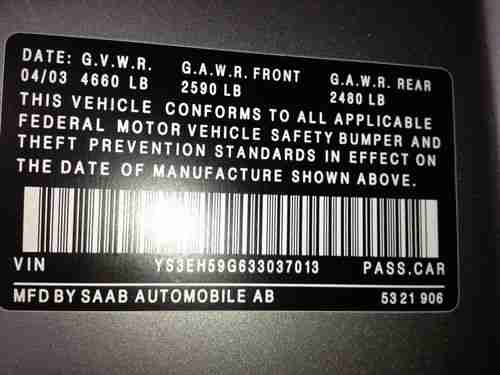 DATE: G.V.W.R. G.A.W.R. FRONT G.A.W.R. REAR
04/03 4660 LB 2590 LB 2480 LB
THIS VEHICLE CONFORMS TO ALL APPLICABLE
FEDERAL MOTOR VEHICLE SAFETY BUMPER AND
THEFT PREVENTION STANDARDS IN EFFECT ON
THE DATE OF MANUFACTURE SHOWN ABOVE.
VIN YS3EH59G633037013 PASS.CAR
MFD BY SAAB AUTOMOBILE AB 53 21 906